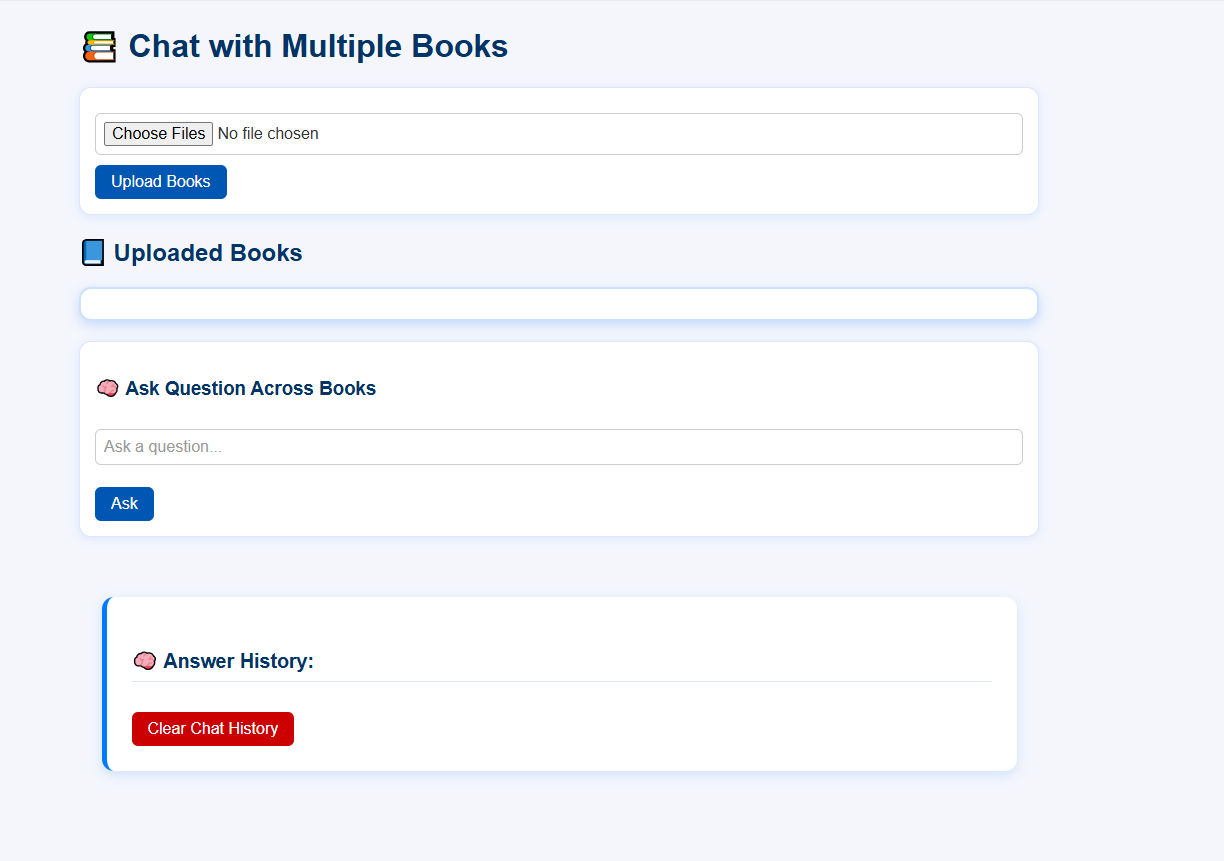 Chat with Multiple Books
Choose Files No file chosen
Upload Books
Uploaded Books
Ask Question Across Books
Ask a question...
Ask
Answer History:
Clear Chat History